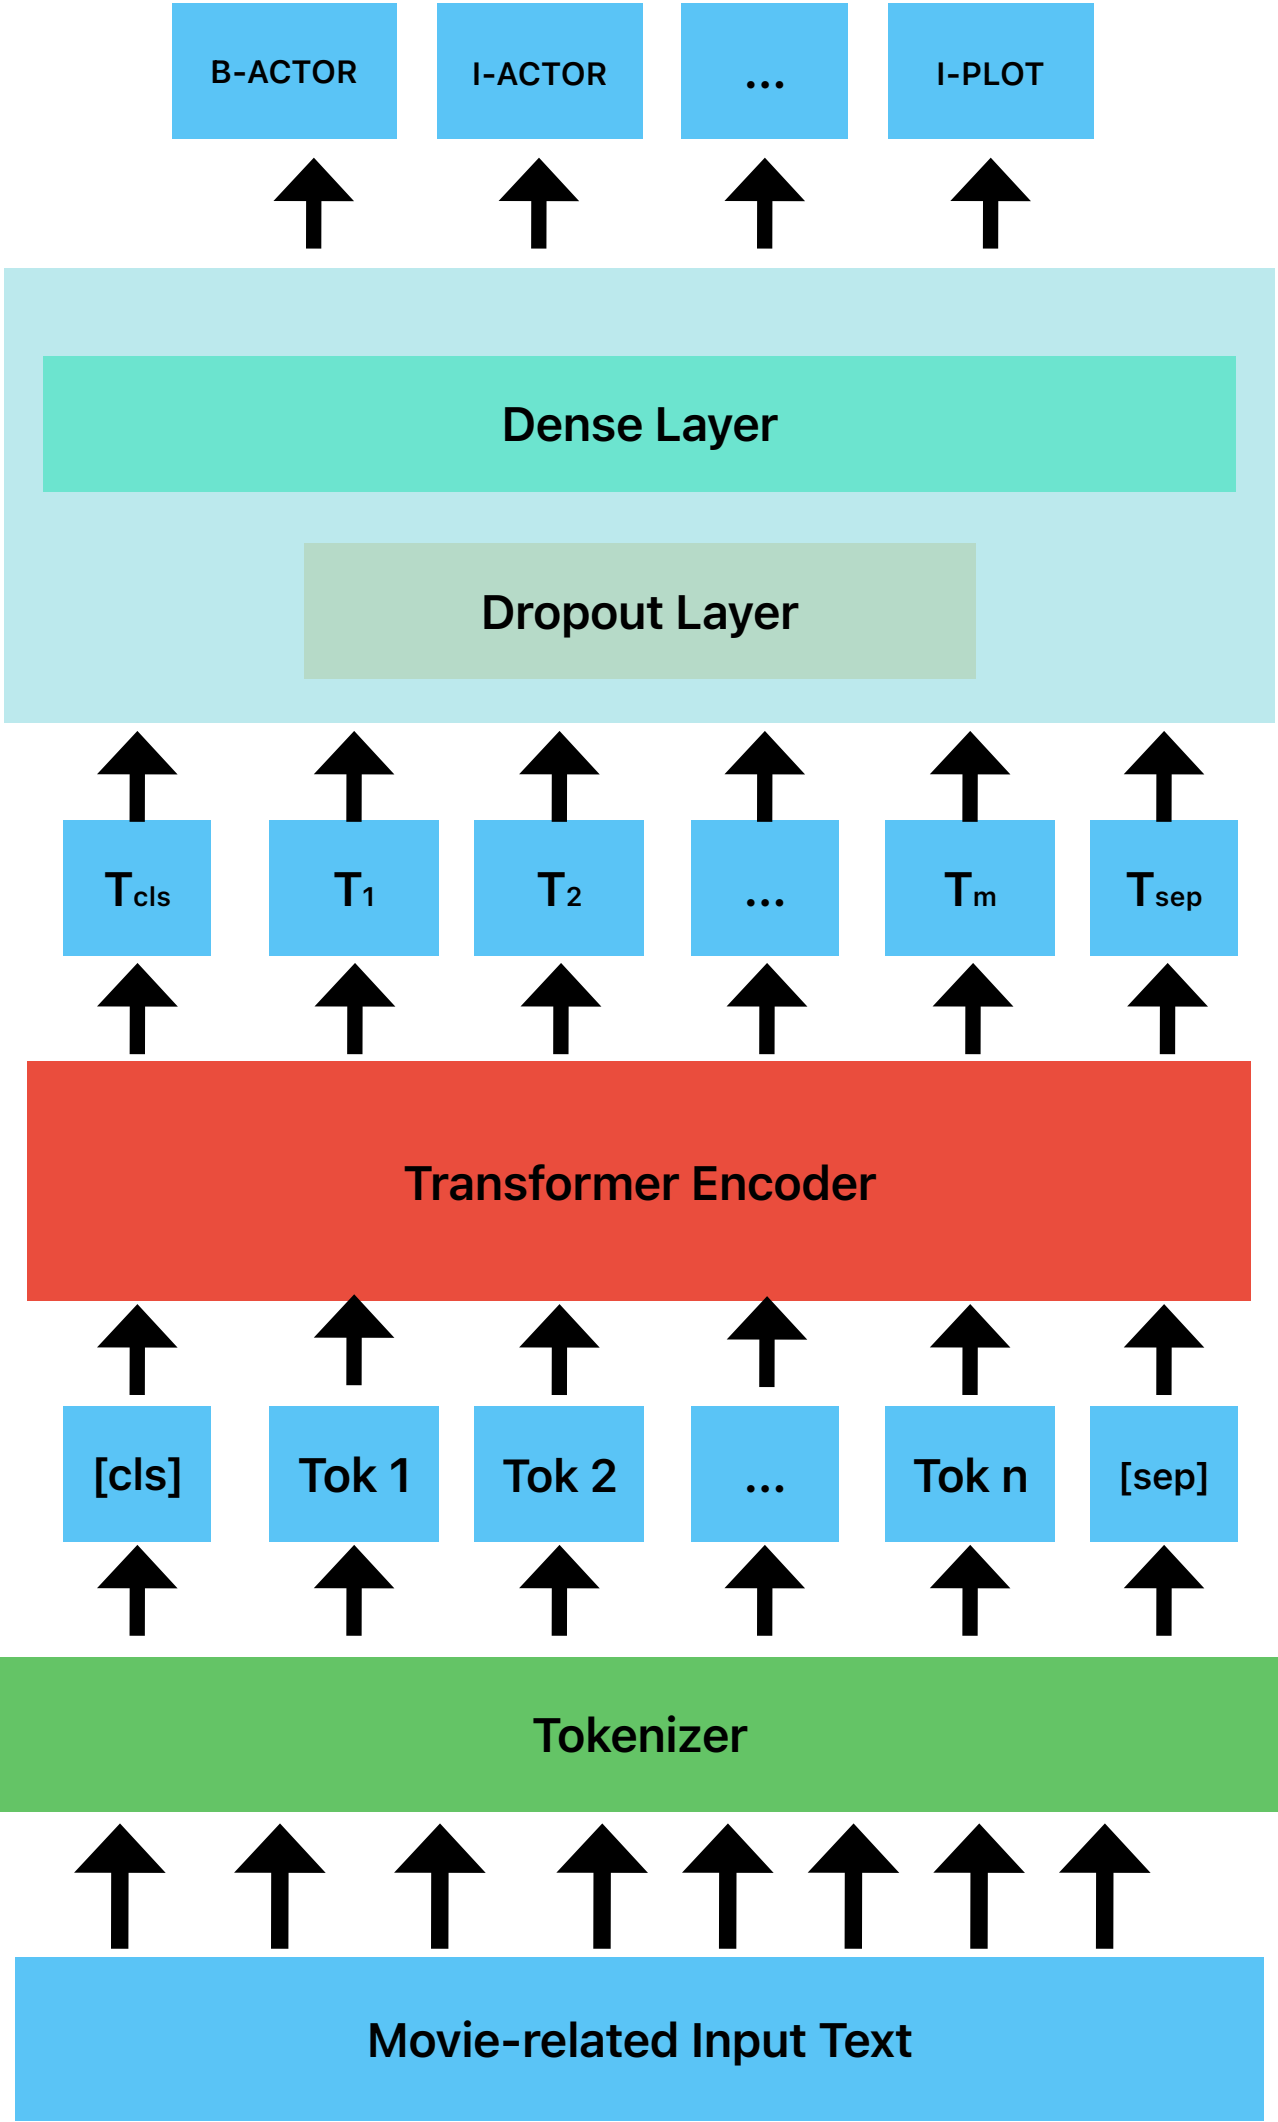 B-ACTOR I-ACTOR ... I-PLOT
Dense Layer
Dropout Layer
Tcls T1 T2 ... Tm Tsep
Transformer Encoder
[cls] Tok 1 Tok 2 ... Tok n [sep]
Tokenizer
Movie-related Input Text